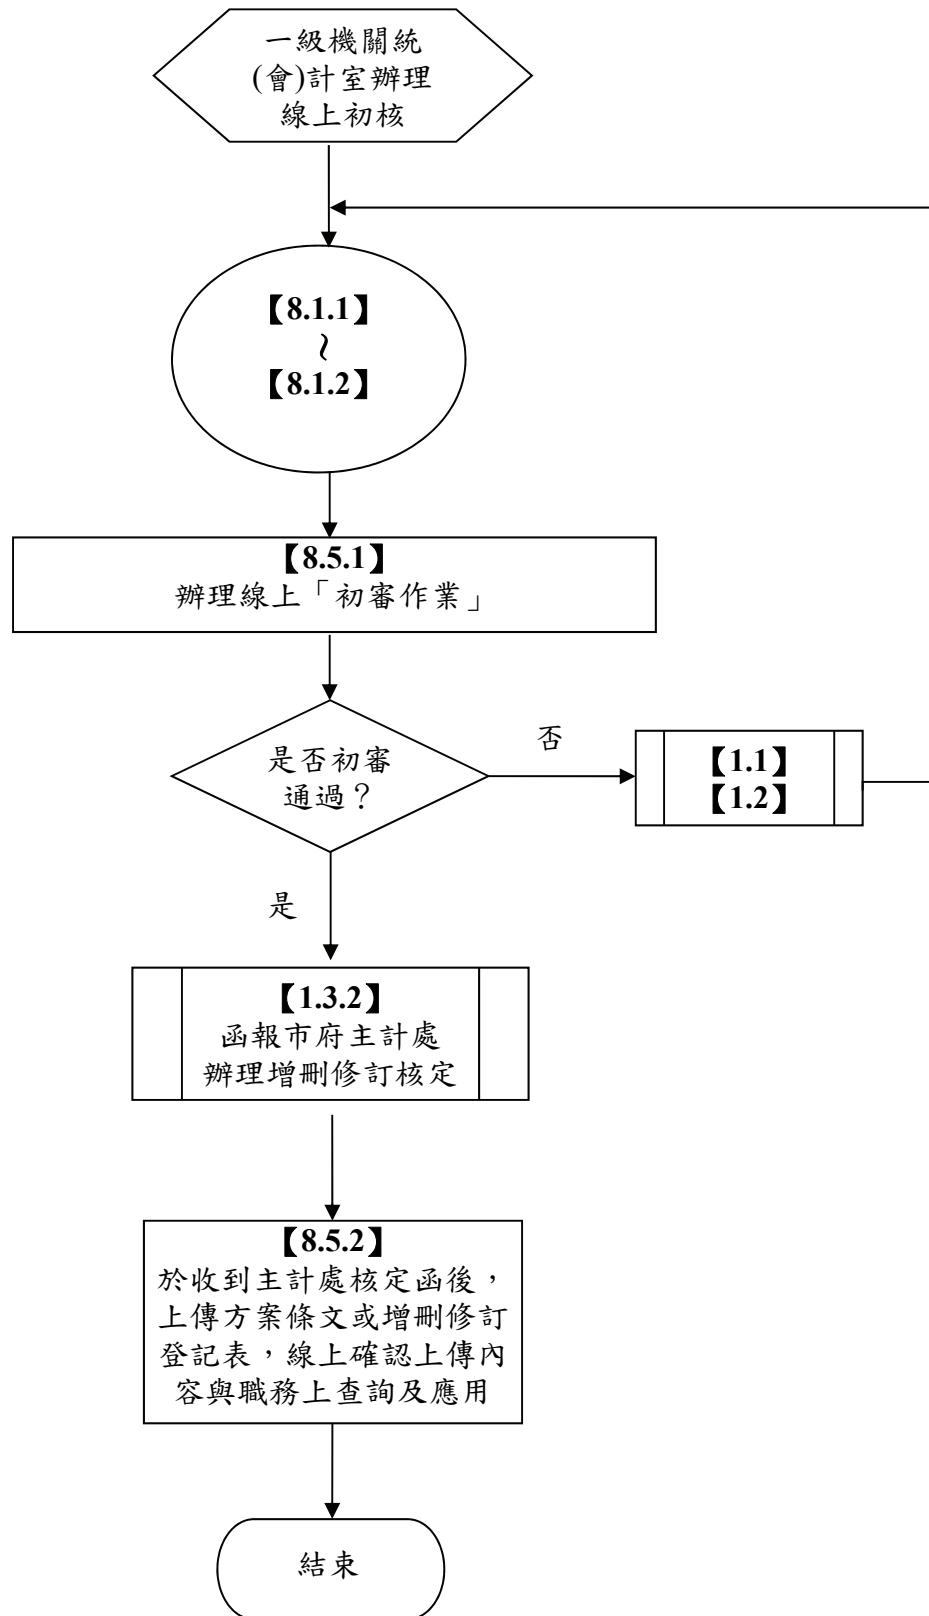 一級機關統
(會)計室辦理
線上初核
【8.1.1】
～
【8.1.2】
【8.5.1】
辦理線上「初審作業」
是否初審
通過？
否
【1.1】
【1.2】
是
【1.3.2】
函報市府主計處
辦理增刪修訂核定
【8.5.2】
於收到主計處核定函後，
上傳方案條文或增刪修訂
登記表，線上確認上傳內
容與職務上查詢及應用
結束